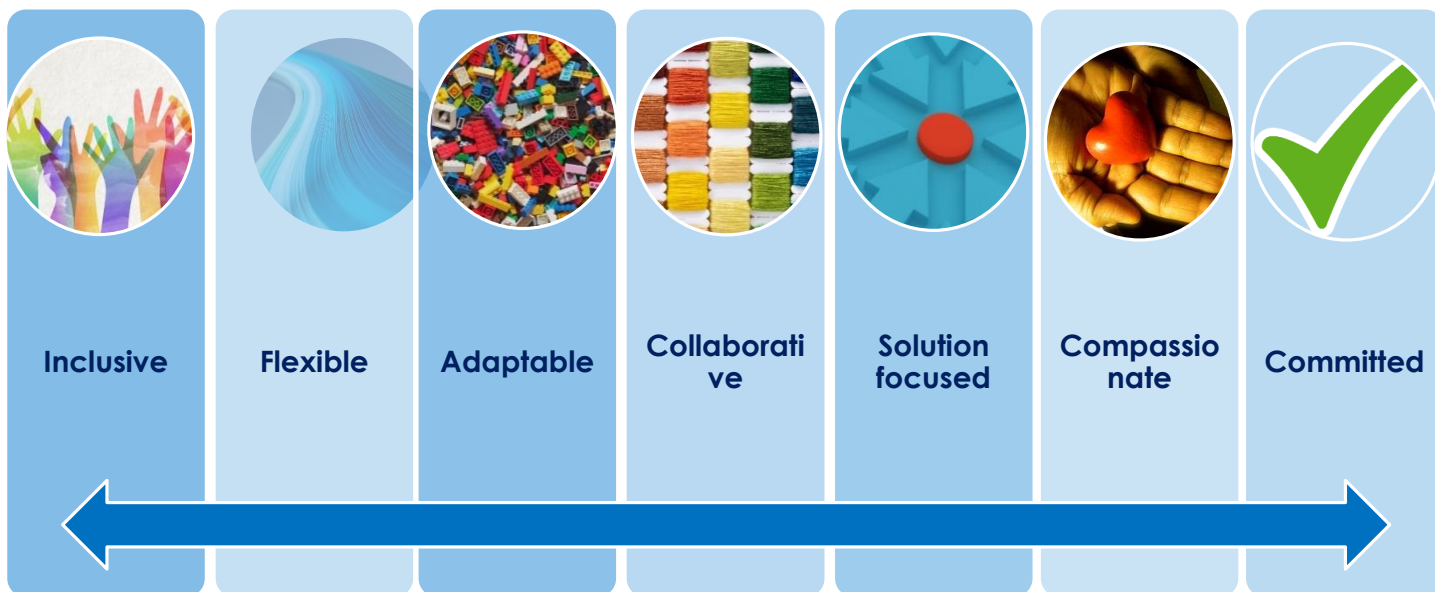 Inclusive
Flexible
Adaptable
Collaborati
ve
Solution
focused
Compassio
nate
Committed